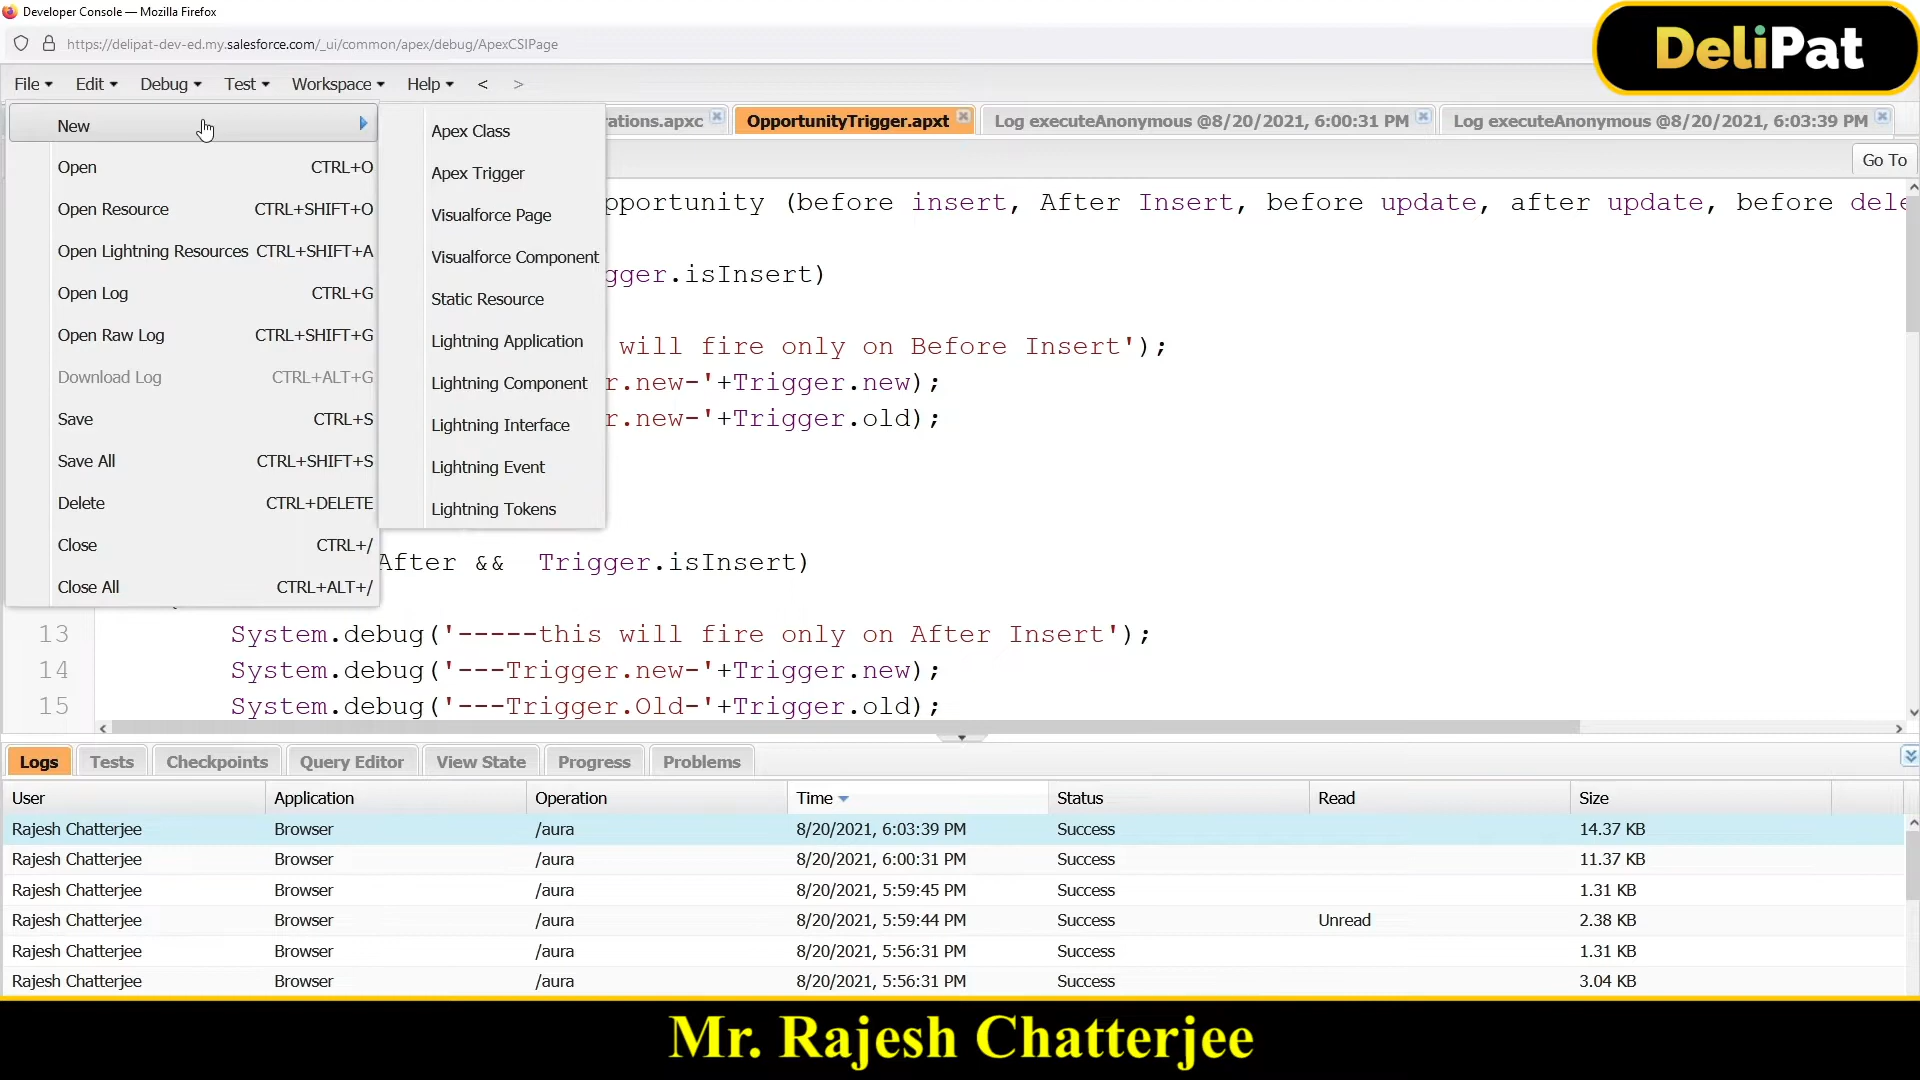 Developer Console — Mozilla Firefox
https://delipat-dev-ed.my.salesforce.com/_ui/common/apex/debug/ApexCSIPage
DeliPat
File Edit Debug Test Workspace Help < >
ations.apxc OpportunityTrigger.apxt Log executeAnonymous @8/20/2021, 6:00:31 PM Log executeAnonymous @8/20/2021, 6:03:39 PM
Go To
New
Open CTRL+O
Open Resource CTRL+SHIFT+O
Open Lightning Resources CTRL+SHIFT+A
Open Log CTRL+G
Open Raw Log CTRL+SHIFT+G
Download Log CTRL+ALT+G
Save CTRL+S
Save All CTRL+SHIFT+S
Delete CTRL+DELETE
Close CTRL+/
Close All CTRL+ALT+/
Apex Class
Apex Trigger
Visualforce Page
Visualforce Component
Static Resource
Lightning Application
Lightning Component
Lightning Interface
Lightning Event
Lightning Tokens
pportunity (before insert, After Insert, before update, after update, before dele
gger.isInsert)
will fire only on Before Insert');
r.new-'+Trigger.new);
r.new-'+Trigger.old);
After && Trigger.isInsert)
13 System.debug('-----this will fire only on After Insert');
14 System.debug('---Trigger.new-'+Trigger.new);
15 System.debug('---Trigger.Old-'+Trigger.old);
Logs Tests Checkpoints Query Editor View State Progress Problems
User Application Operation Time Status Read Size
Rajesh Chatterjee Browser /aura 8/20/2021, 6:03:39 PM Success 14.37 KB
Rajesh Chatterjee Browser /aura 8/20/2021, 6:00:31 PM Success 11.37 KB
Rajesh Chatterjee Browser /aura 8/20/2021, 5:59:45 PM Success 1.31 KB
Rajesh Chatterjee Browser /aura 8/20/2021, 5:59:44 PM Success Unread 2.38 KB
Rajesh Chatterjee Browser /aura 8/20/2021, 5:56:31 PM Success 1.31 KB
Rajesh Chatterjee Browser /aura 8/20/2021, 5:56:31 PM Success 3.04 KB
Mr. Rajesh Chatterjee